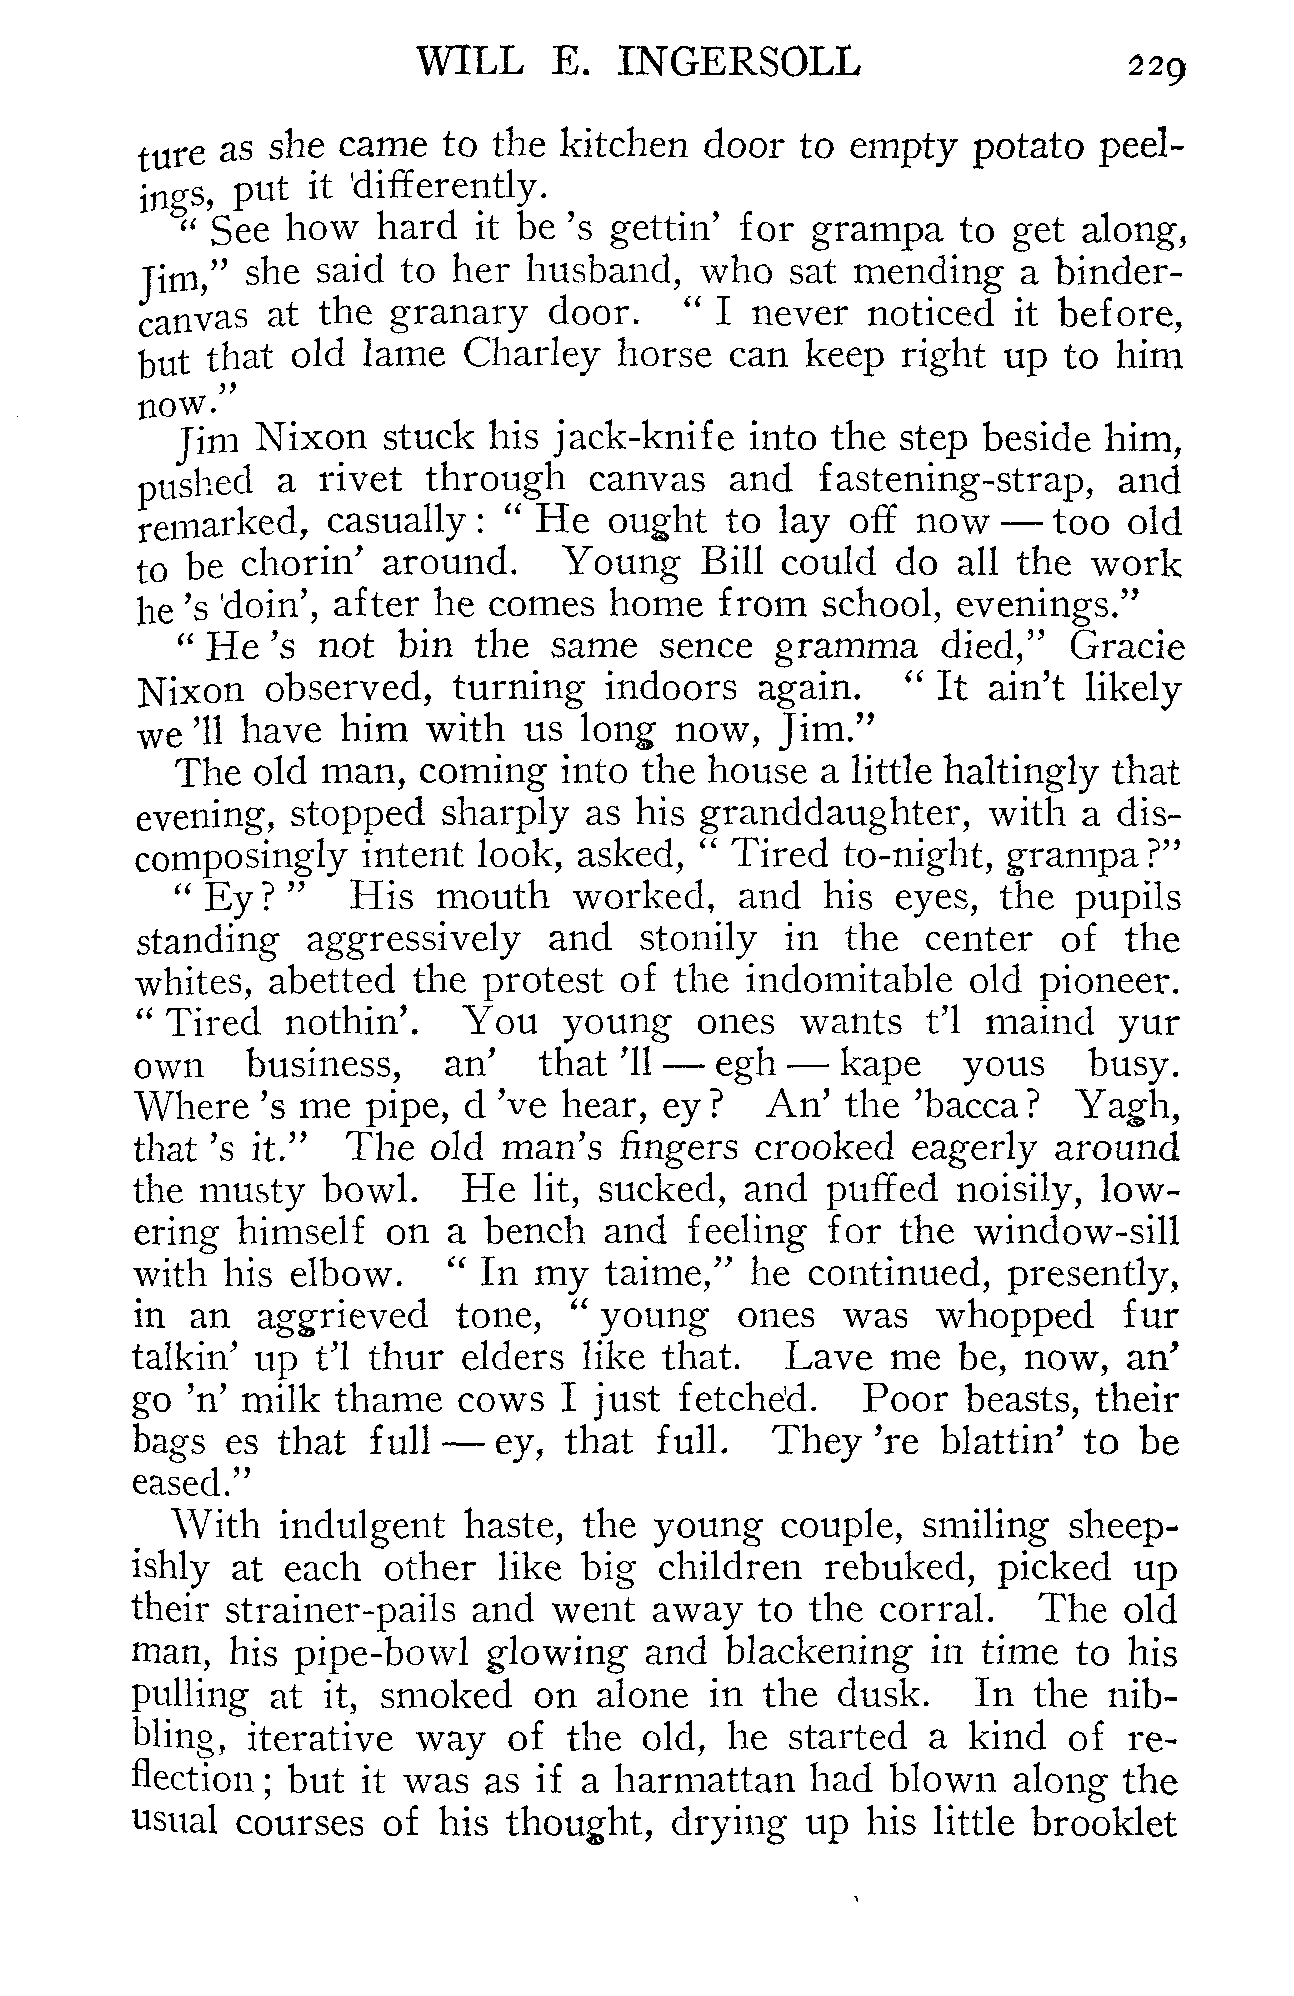 WILL E. INGERSOLL 229
ture as she came to the kitchen door to empty potato peel-
ings, put it differently.
“ See how hard it be 's gettin' for grampa to get along,
Jim,” she said to her husband, who sat mending a binder-
canvas at the granary door. “ I never noticed it before,
but that old lame Charley horse can keep right up to him
now.”
Jim Nixon stuck his jack-knife into the step beside him,
pushed a rivet through canvas and fastening-strap, and
remarked, casually: “ He ought to lay off now — too old
to be chorin' around. Young Bill could do all the work
he 's doin', after he comes home from school, evenings.”
“ He 's not bin the same sence gramma died,” Gracie
Nixon observed, turning indoors again. “ It ain't likely
we 'll have him with us long now, Jim.”
The old man, coming into the house a little haltingly that
evening, stopped sharply as his granddaughter, with a dis-
composingly intent look, asked, “ Tired to-night, grampa?”
“ Ey? ” His mouth worked, and his eyes, the pupils
standing aggressively and stonily in the center of the
whites, abetted the protest of the indomitable old pioneer.
“ Tired nothin'. You young ones wants t'l maind yur
own business, an' that 'll — egh — kape yous busy.
Where 's me pipe, d 've hear, ey? An' the 'bacca? Yagh,
that 's it.” The old man's fingers crooked eagerly around
the musty bowl. He lit, sucked, and puffed noisily, low-
ering himself on a bench and feeling for the window-sill
with his elbow. “ In my taime,” he continued, presently,
in an aggrieved tone, “ young ones was whopped fur
talkin' up t'l thur elders like that. Lave me be, now, an'
go 'n' milk thame cows I just fetched. Poor beasts, their
bags es that full — ey, that full. They 're blattin' to be
eased.”
With indulgent haste, the young couple, smiling sheep-
ishly at each other like big children rebuked, picked up
their strainer-pails and went away to the corral. The old
man, his pipe-bowl glowing and blackening in time to his
pulling at it, smoked on alone in the dusk. In the nib-
bling, iterative way of the old, he started a kind of re-
flection; but it was as if a harmattan had blown along the
usual courses of his thought, drying up his little brooklet